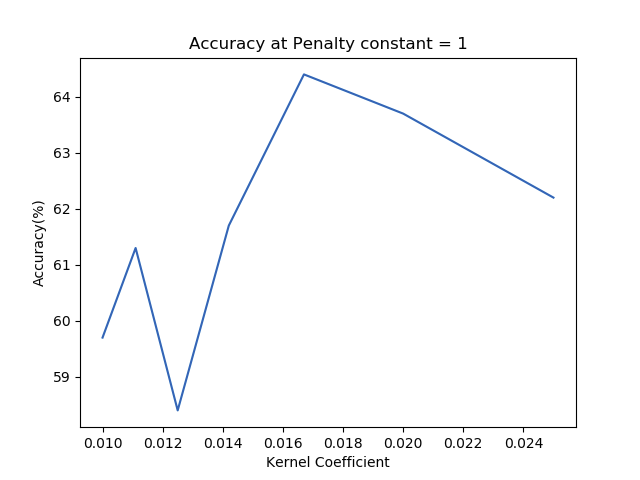 Accuracy at Penalty constant = 1
64
63
62
61
60
59
Accuracy(%)
0.010 0.012 0.014 0.016 0.018 0.020 0.022 0.024
Kernel Coefficient